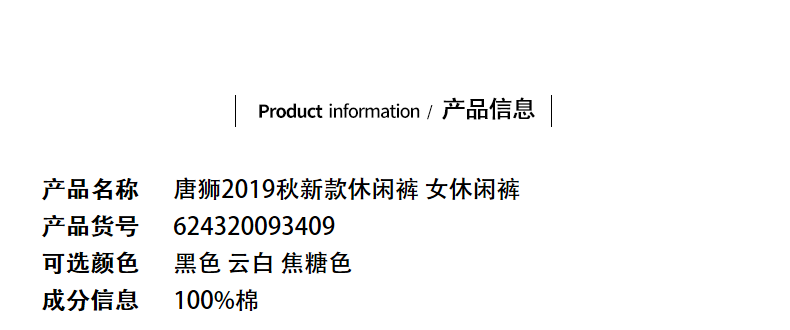 Product information / 产品信息
产品名称 唐狮2019秋新款休闲裤 女休闲裤
产品货号 624320093409
可选颜色 黑色 云白 焦糖色
成分信息 100%棉